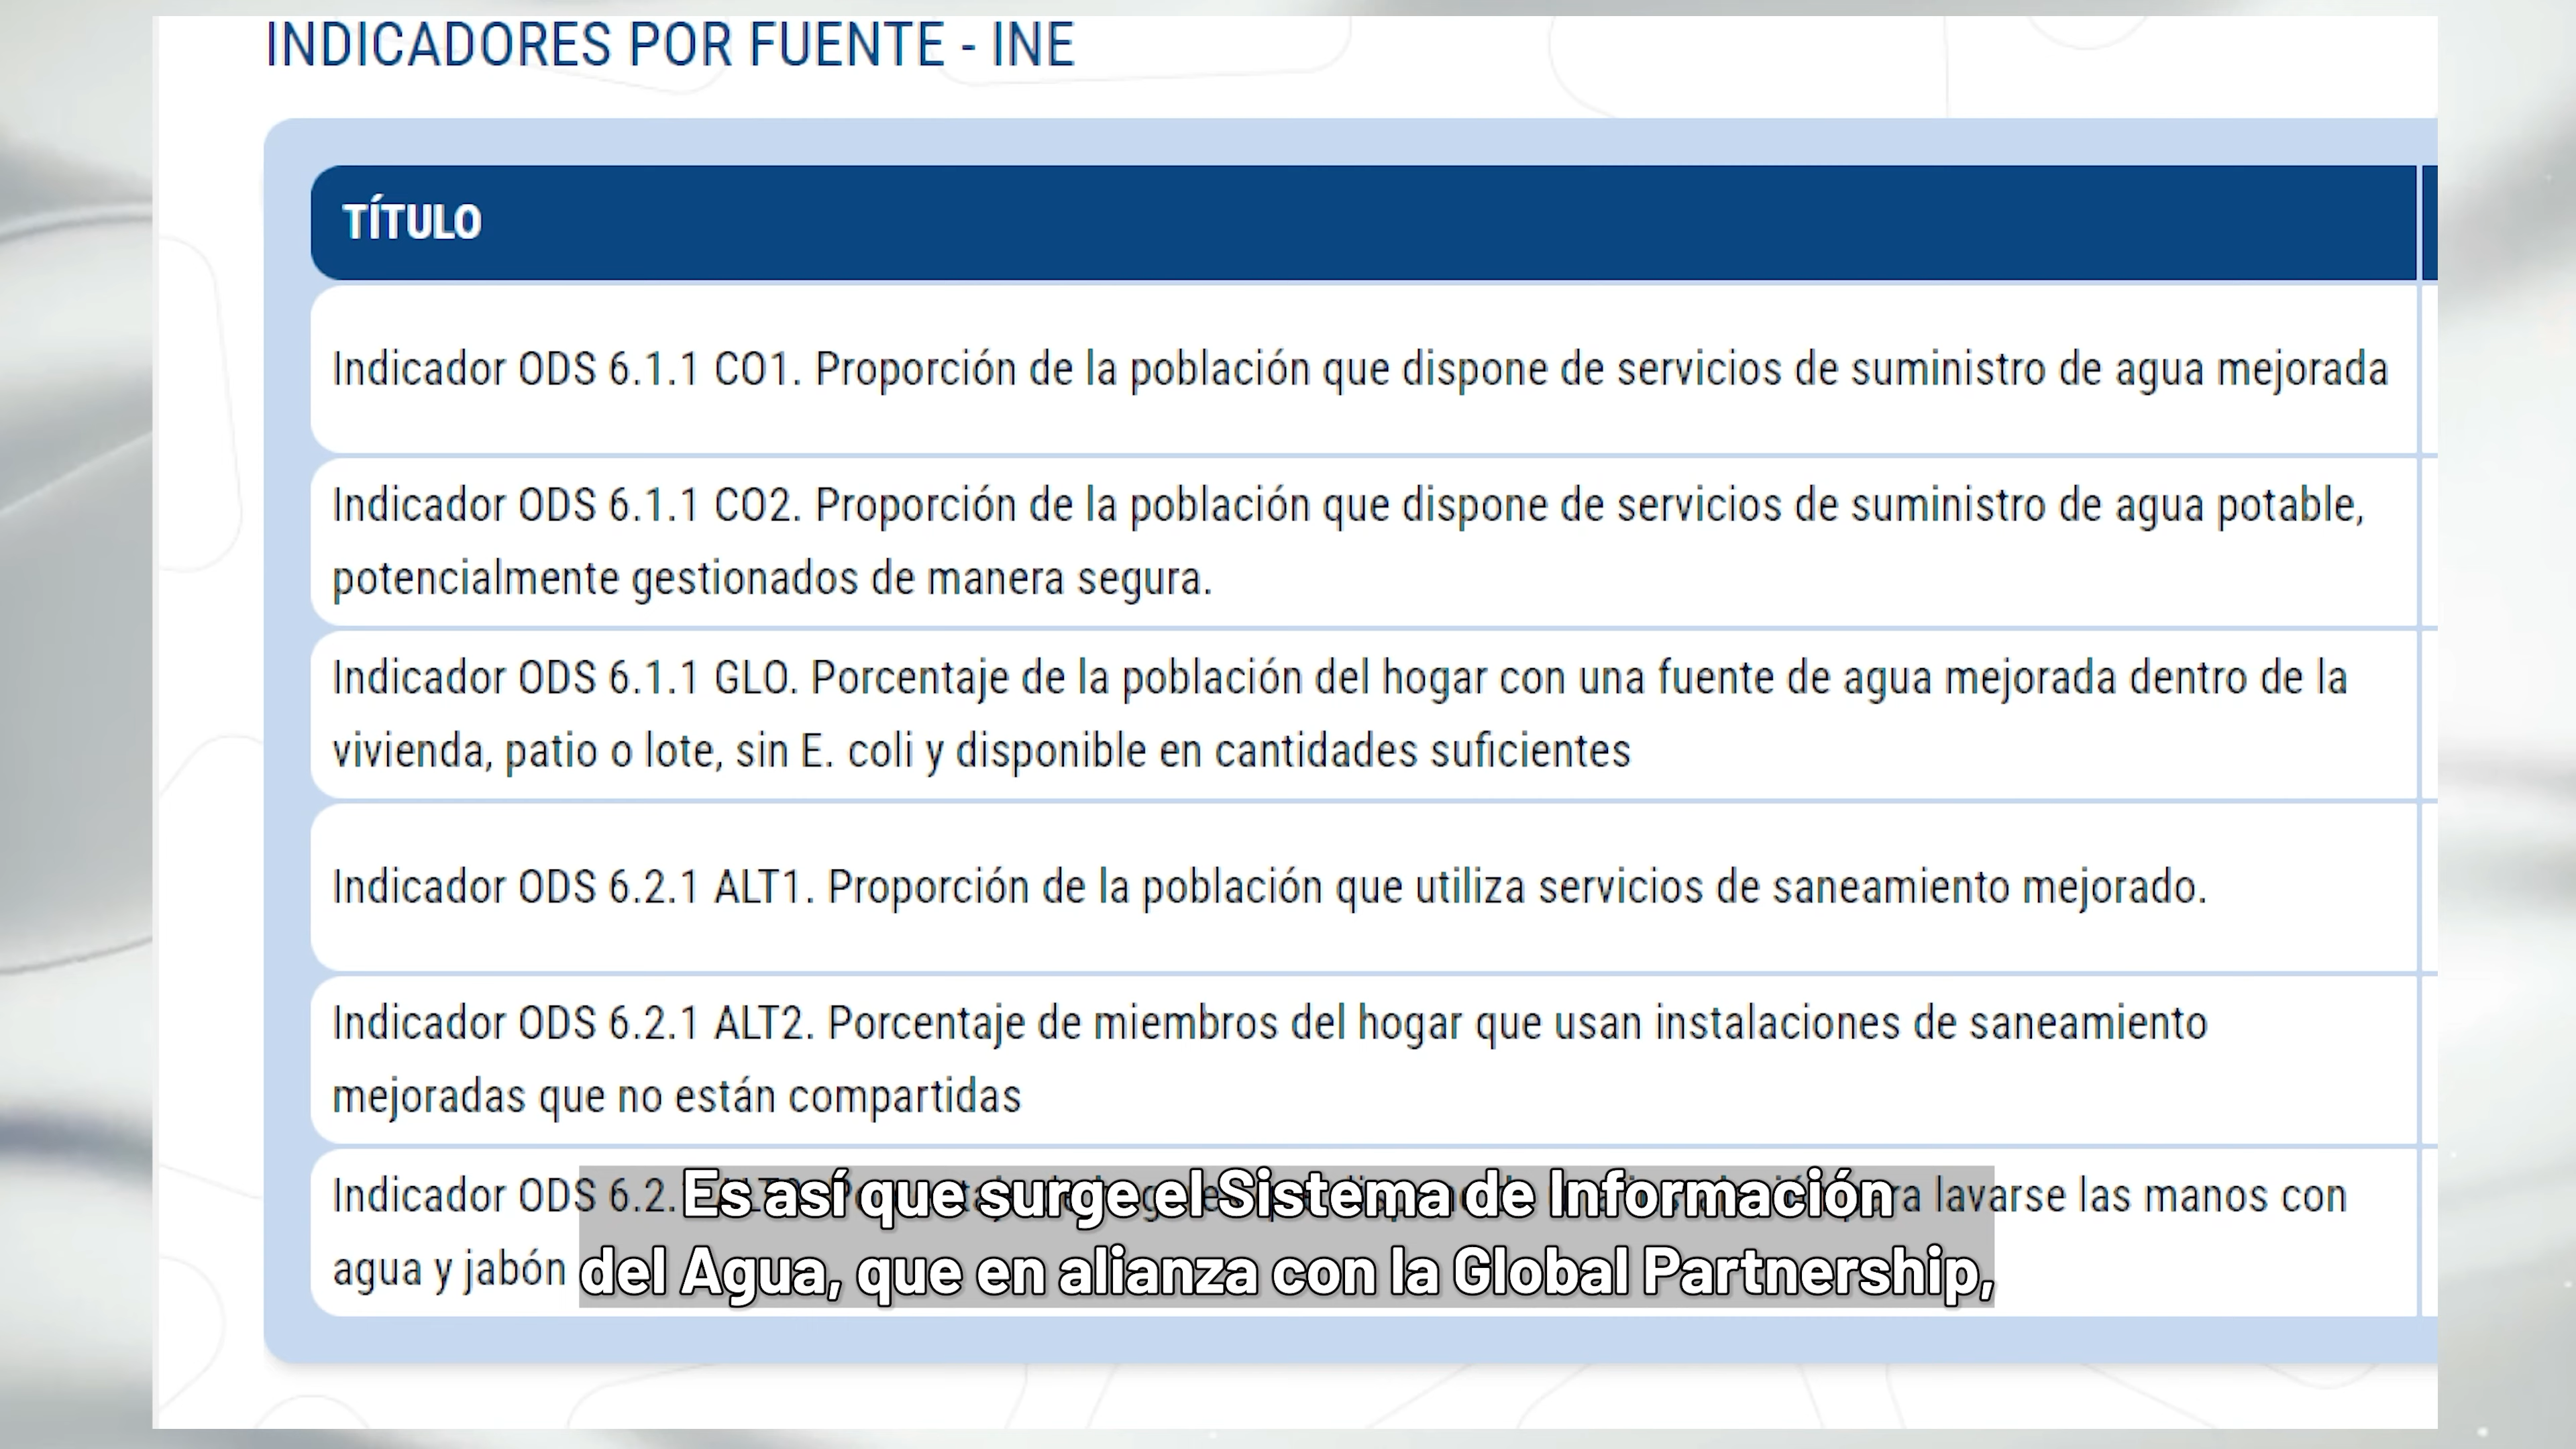 INDICADORES POR FUENTE - INE
TÍTULO
Indicador ODS 6.1.1 CO1. Proporción de la población que dispone de servicios de suministro de agua mejorada
Indicador ODS 6.1.1 CO2. Proporción de la población que dispone de servicios de suministro de agua potable,
potencialmente gestionados de manera segura.
Indicador ODS 6.1.1 GLO. Porcentaje de la población del hogar con una fuente de agua mejorada dentro de la
vivienda, patio o lote, sin E. coli y disponible en cantidades suficientes
Indicador ODS 6.2.1 ALT1. Proporción de la población que utiliza servicios de saneamiento mejorado.
Indicador ODS 6.2.1 ALT2. Porcentaje de miembros del hogar que usan instalaciones de saneamiento
mejoradas que no están compartidas
Indicador ODS lavarse las manos con
agua y jabón
Es así que surge el Sistema de Información
del Agua, que en alianza con la Global Partnership,